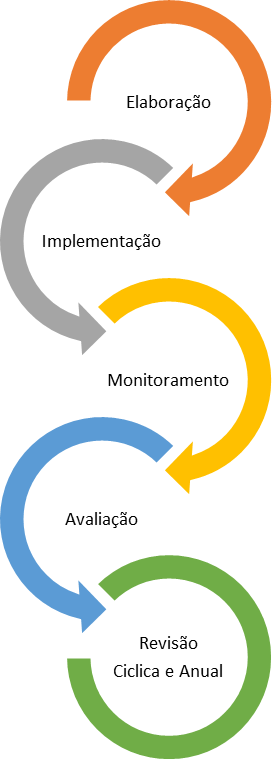 Elaboração
Implementação
Monitoramento
Avaliação
Revisão
Ciclica e Anual